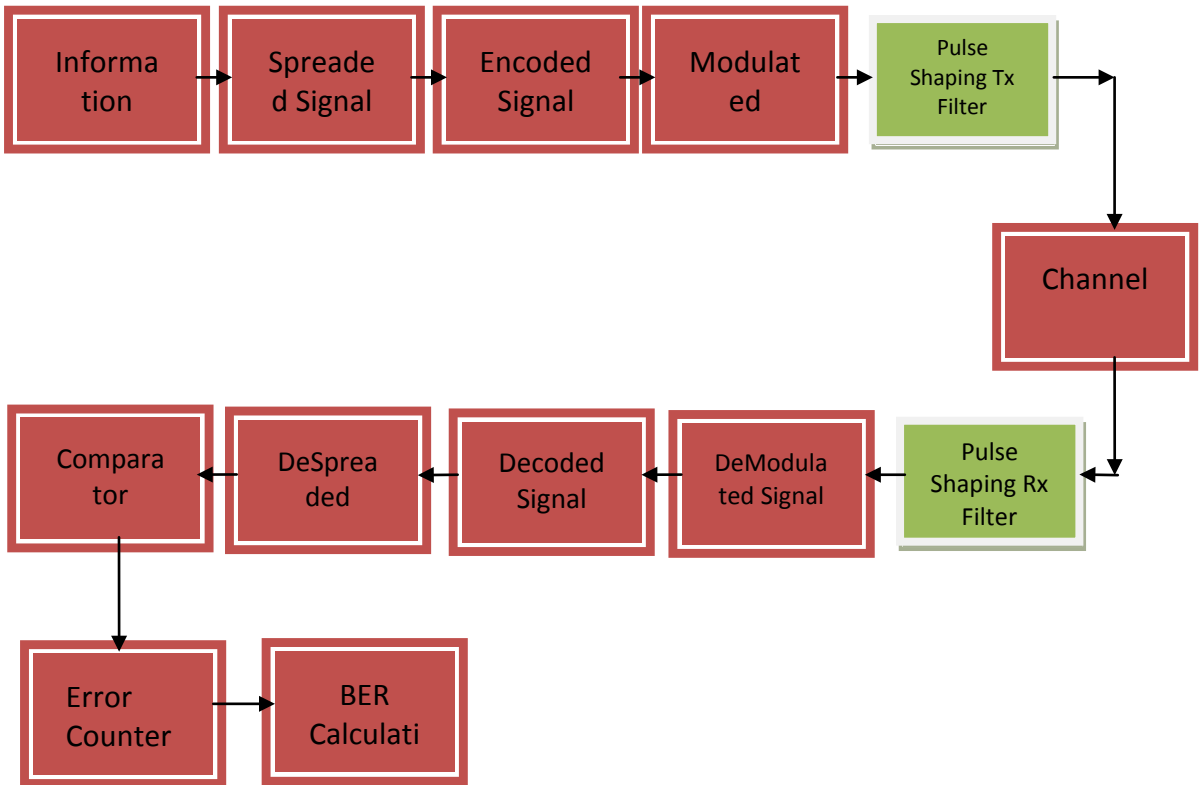 Informa
tion
Spreade
d Signal
Encoded
Signal
Modulat
ed
Pulse
Shaping Tx
Filter
Channel
Compara
tor
DeSprea
ded
Decoded
Signal
DeModula
ted Signal
Pulse
Shaping Rx
Filter
Error
Counter
BER
Calculati